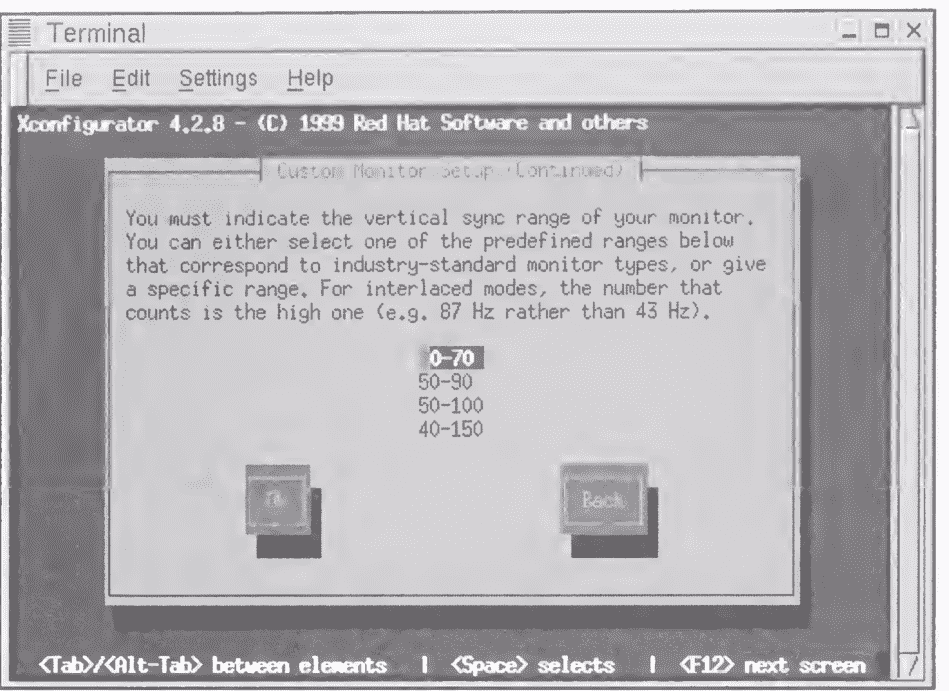 Terminal
File Edit Settings Help
Xconfigurator 4.2.8 - (C) 1999 Red Hat Software and others
Custom Monitor Setup (Continued)
You must indicate the vertical sync range of your monitor.
You can either select one of the predefined ranges below
that correspond to industry-standard monitor types, or give
a specific range. For interlaced modes, the number that
counts is the high one (e.g. 87 Hz rather than 43 Hz).
0-70
50-90
50-100
40-150
Ok Back
<Tab>/<Alt-Tab> between elements | <Space> selects | <F12> next screen